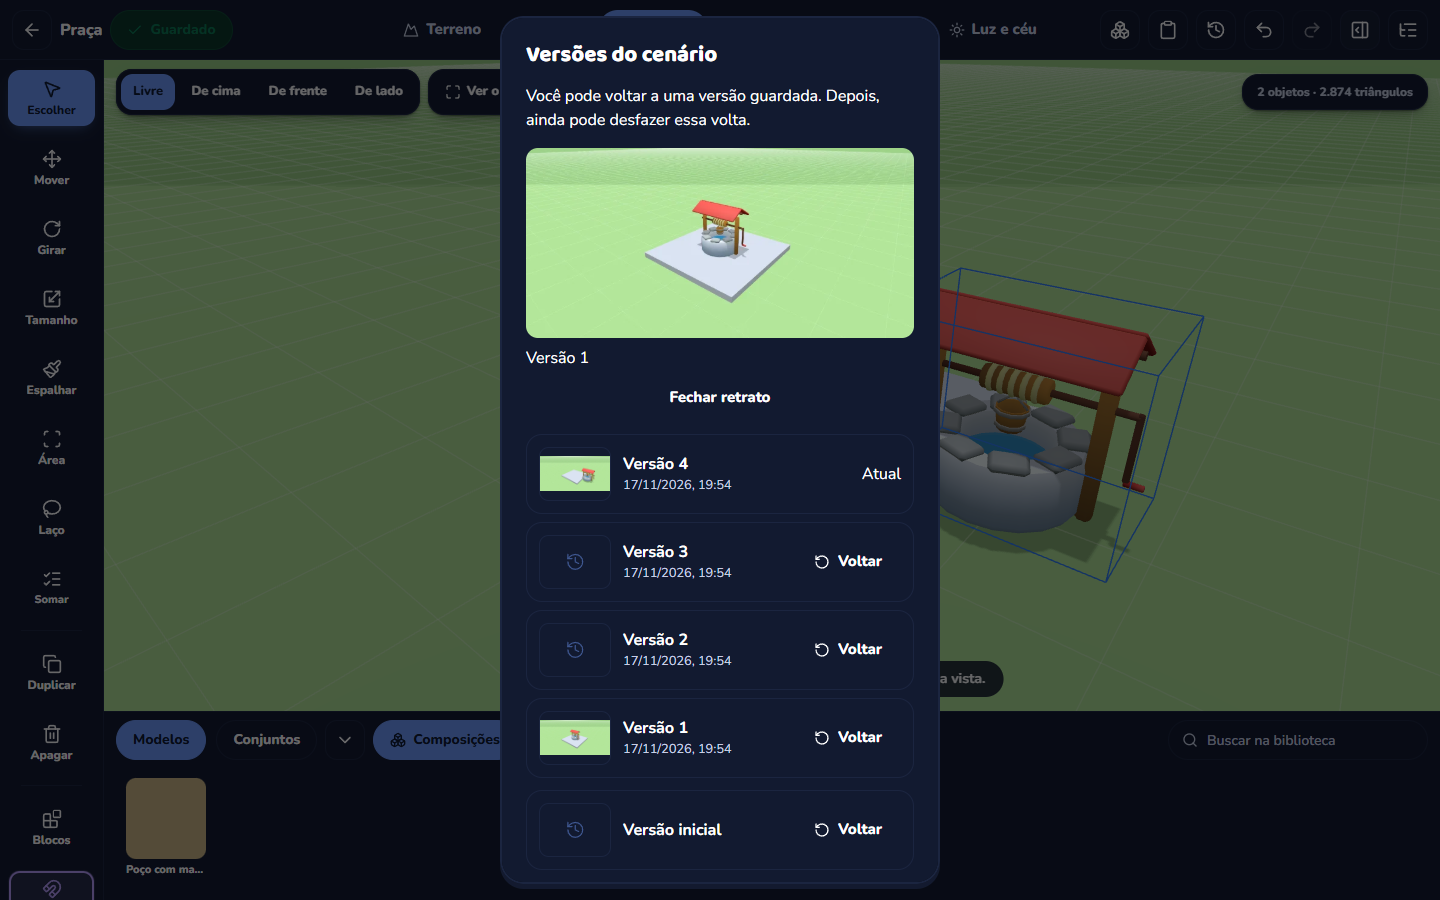 Praça
Guardado
Terreno
Luz e céu
Escolher
Mover
Girar
Tamanho
Espalhar
Área
Laço
Somar
Duplicar
Apagar
Blocos
Livre
De cima
De frente
De lado
Ver o
2 objetos · 2.874 triângulos
Versões do cenário
Você pode voltar a uma versão guardada. Depois,
ainda pode desfazer essa volta.
Versão 1
Fechar retrato
Versão 4
17/11/2026, 19:54
Atual
Versão 3
17/11/2026, 19:54
Voltar
Versão 2
17/11/2026, 19:54
Voltar
Versão 1
17/11/2026, 19:54
Voltar
Versão inicial
Voltar
a vista.
Modelos
Conjuntos
Composições
Buscar na biblioteca
Poço com ma...